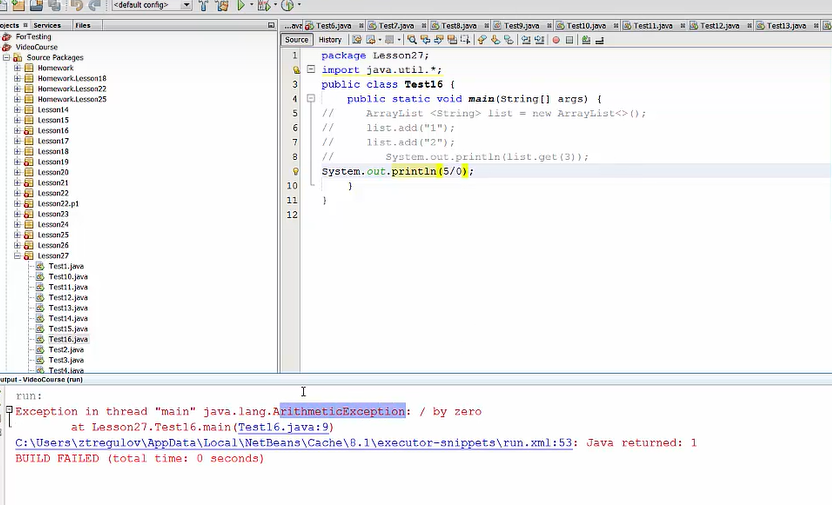 <default config>
ojects
Services
Files
ForTesting
VideoCourse
Source Packages
Homework
Homework.Lesson18
Homework.Lesson22
Homework.Lesson25
Lesson14
Lesson15
Lesson16
Lesson17
Lesson18
Lesson19
Lesson20
Lesson21
Lesson22
Lesson22.p1
Lesson23
Lesson24
Lesson25
Lesson26
Lesson27
Test1.java
Test10.java
Test11.java
Test12.java
Test13.java
Test14.java
Test15.java
Test16.java
Test2.java
Test3.java
Test4.java
...ava Test6.java Test7.java Test8.java Test9.java Test10.java Test11.java Test12.java Test13.java
Source History
1 package Lesson27;
import java.util.*;
3 public class Test16 {
4 public static void main(String[] args) {
5 // ArrayList <String> list = new ArrayList<>();
6 // list.add("1");
7 // list.add("2");
8 // System.out.println(list.get(3));
System.out.println(5/0);
10 }
11 }
12
utput - VideoCourse (run)
run:
Exception in thread "main" java.lang.ArithmeticException: / by zero
at Lesson27.Test16.main(Test16.java:9)
C:\Users\ztregulov\AppData\Local\NetBeans\Cache\8.1\executor-snippets\run.xml:53: Java returned: 1
BUILD FAILED (total time: 0 seconds)